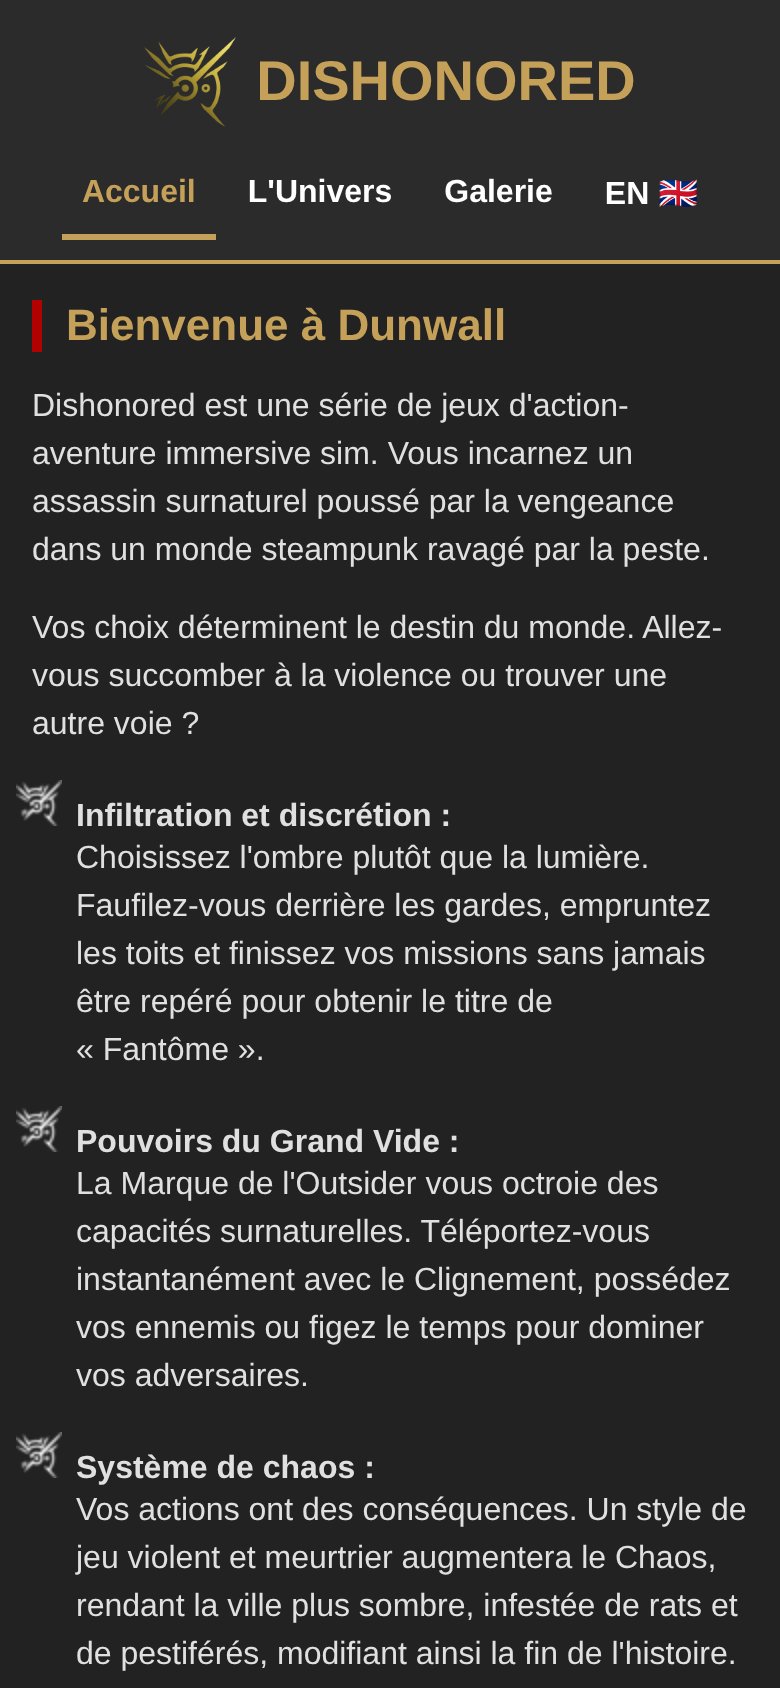 DISHONORED
Accueil L'Univers Galerie EN 🇬🇧
Bienvenue à Dunwall
Dishonored est une série de jeux d'action-
aventure immersive sim. Vous incarnez un
assassin surnaturel poussé par la vengeance
dans un monde steampunk ravagé par la peste.
Vos choix déterminent le destin du monde. Allez-
vous succomber à la violence ou trouver une
autre voie ?
Infiltration et discrétion :
Choisissez l'ombre plutôt que la lumière.
Faufilez-vous derrière les gardes, empruntez
les toits et finissez vos missions sans jamais
être repéré pour obtenir le titre de
« Fantôme ».
Pouvoirs du Grand Vide :
La Marque de l'Outsider vous octroie des
capacités surnaturelles. Téléportez-vous
instantanément avec le Clignement, possédez
vos ennemis ou figez le temps pour dominer
vos adversaires.
Système de chaos :
Vos actions ont des conséquences. Un style de
jeu violent et meurtrier augmentera le Chaos,
rendant la ville plus sombre, infestée de rats et
de pestiférés, modifiant ainsi la fin de l'histoire.